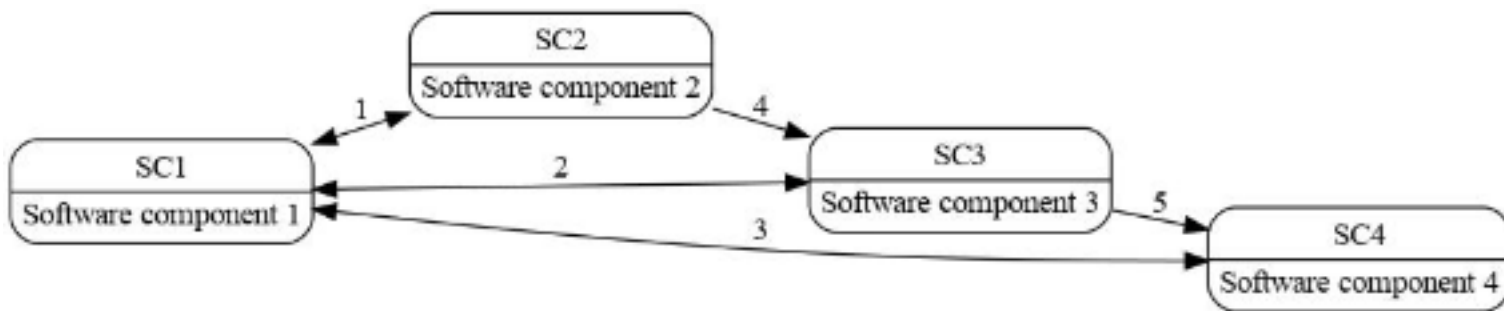 SC2
Software component 2
1
4
SC1
Software component 1
2
SC3
Software component 3
3
5
SC4
Software component 4